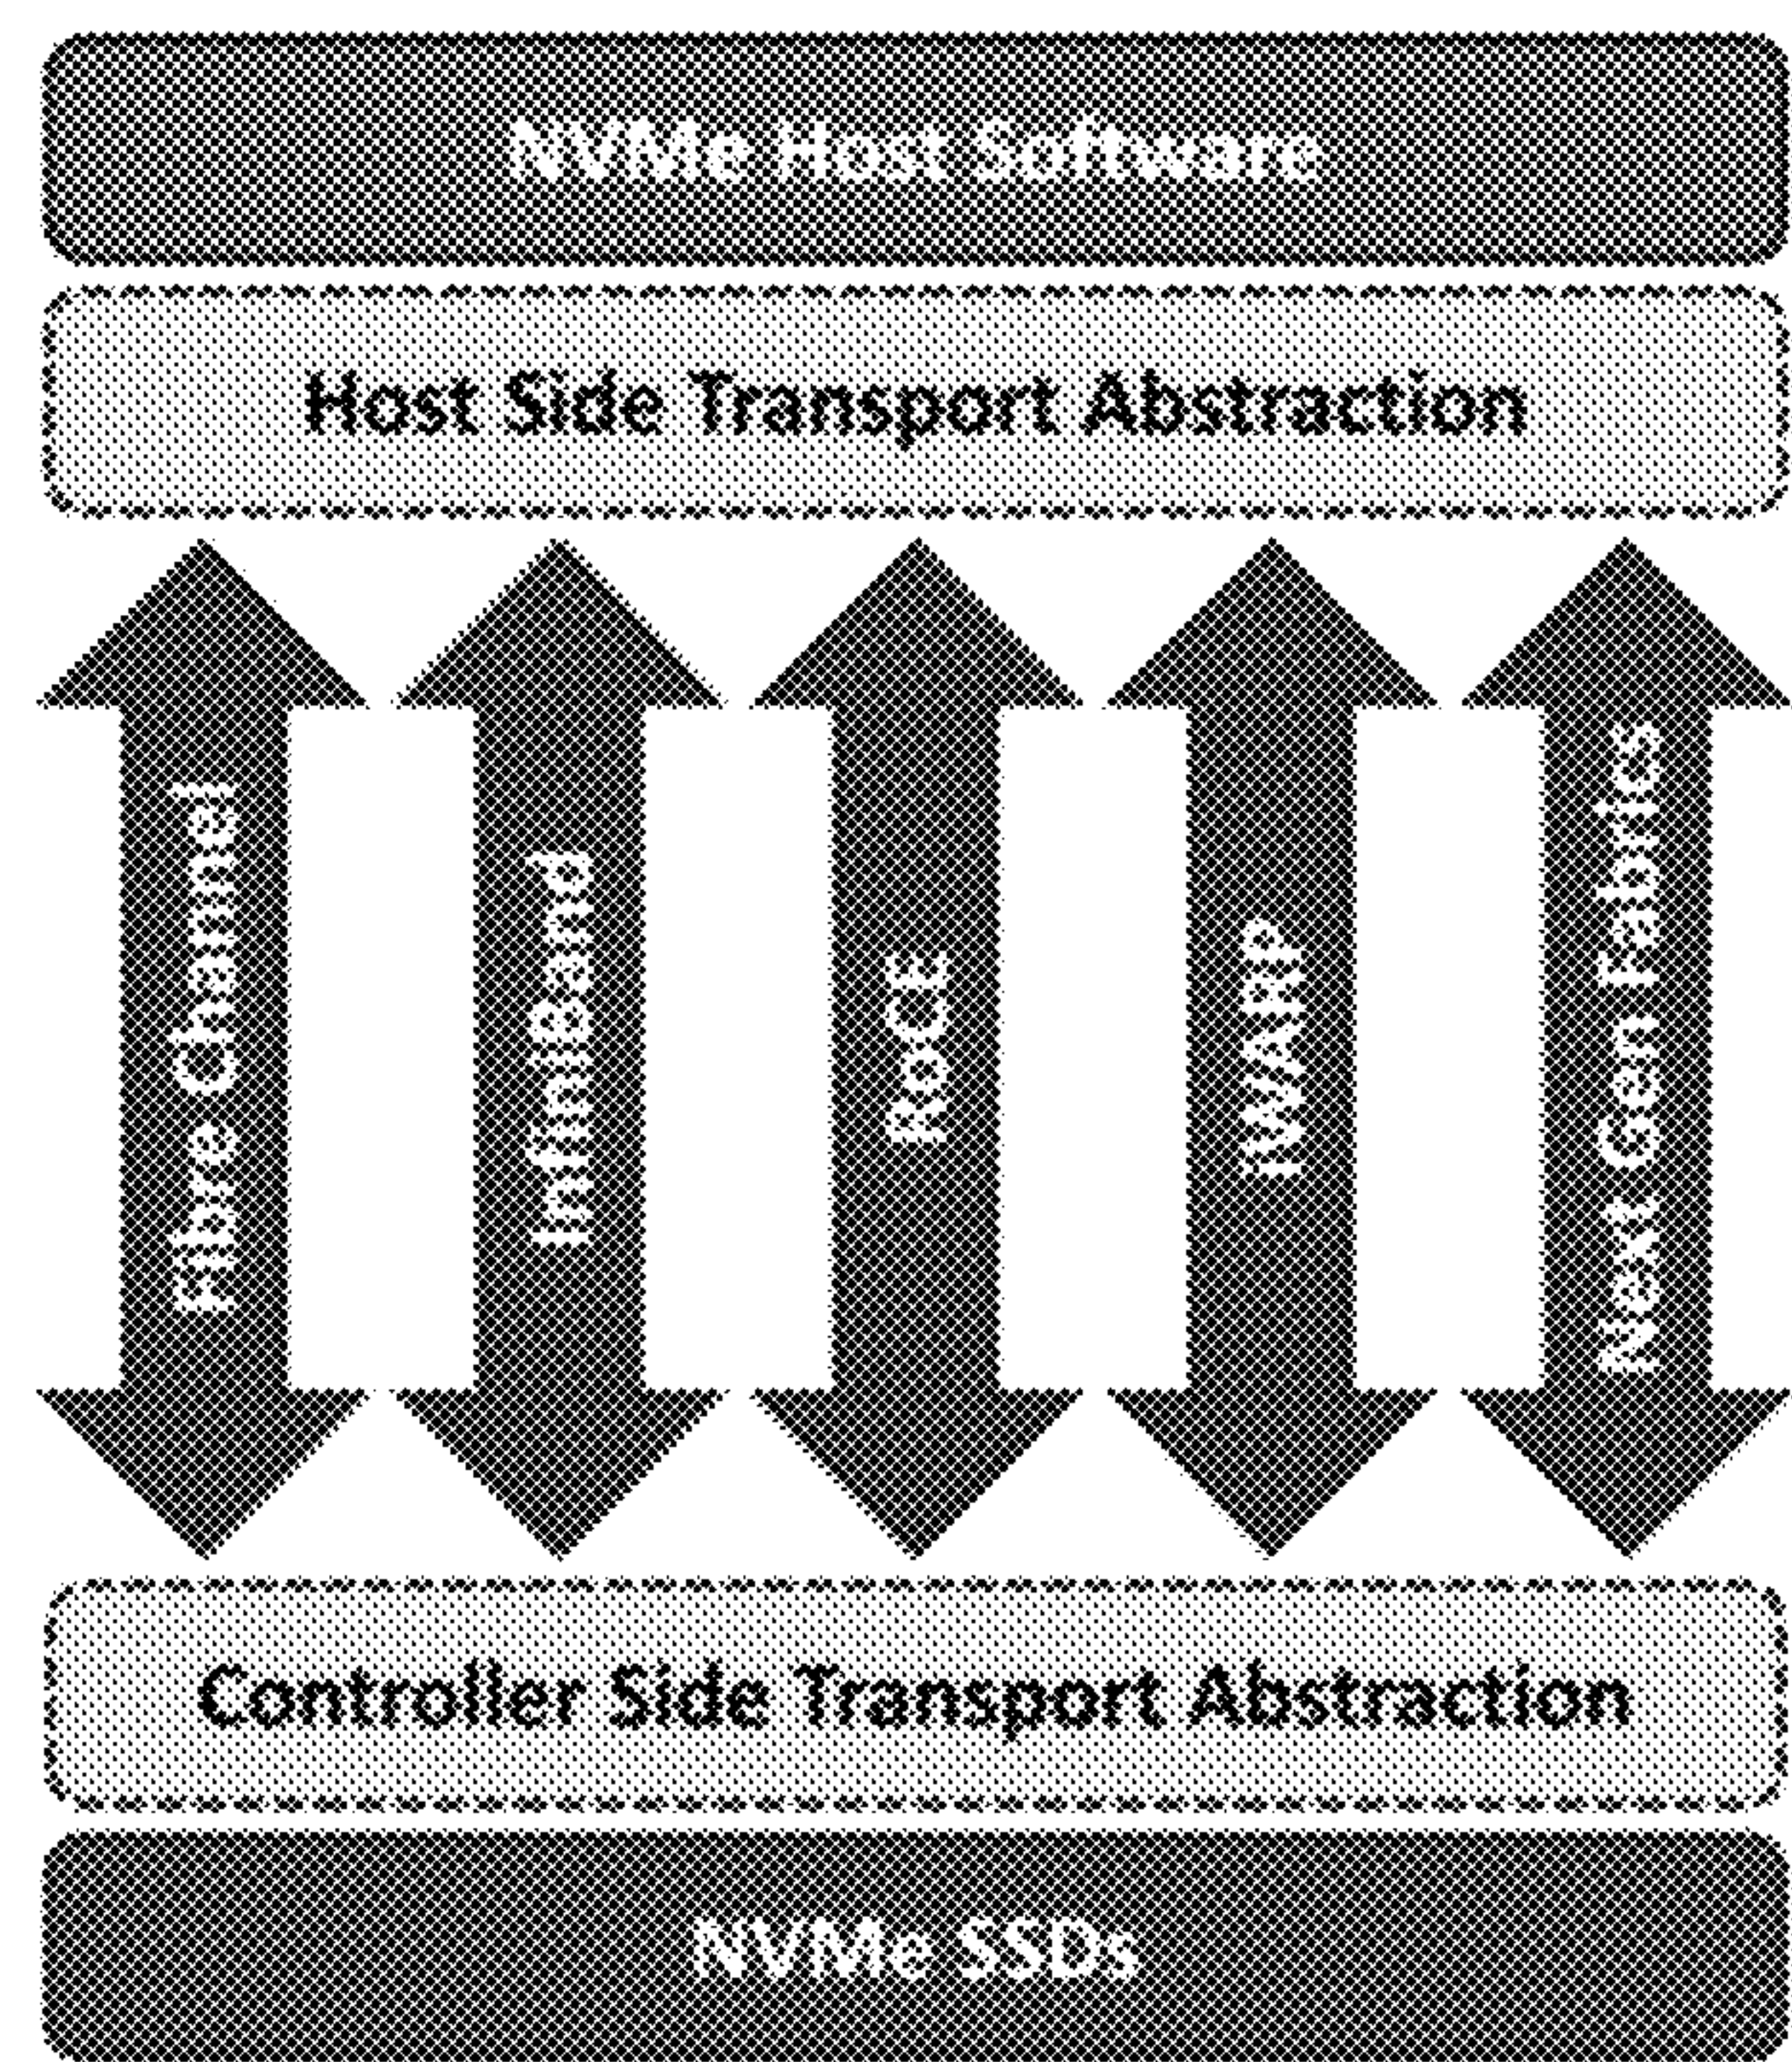 NVMe Host Software
Host Side Transport Abstraction
Fibre Channel
InfiniBand
RoCE
iWARP
Next Gen Fabrics
Controller Side Transport Abstraction
NVMe SSDs